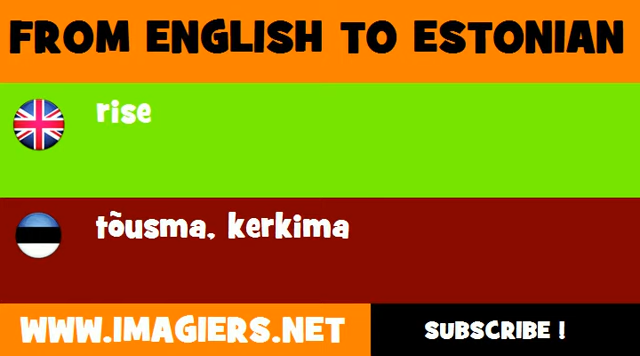 FROM ENGLISH TO ESTONIAN
rise
tõusma, kerkima
WWW.IMAGIERS.NET
SUBSCRIBE !